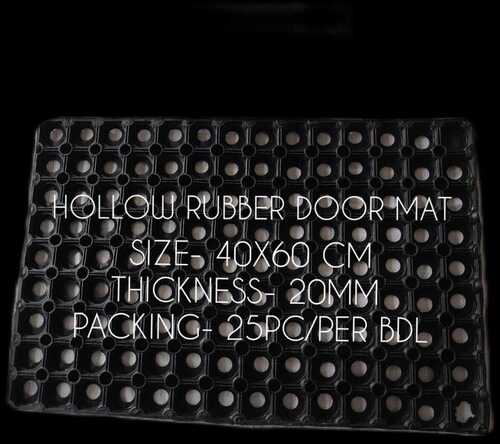 HOLLOW RUBBER DOOR MAT
SIZE- 40X60 CM
THICKNESS- 20MM
PACKING- 25PC/PER BDL